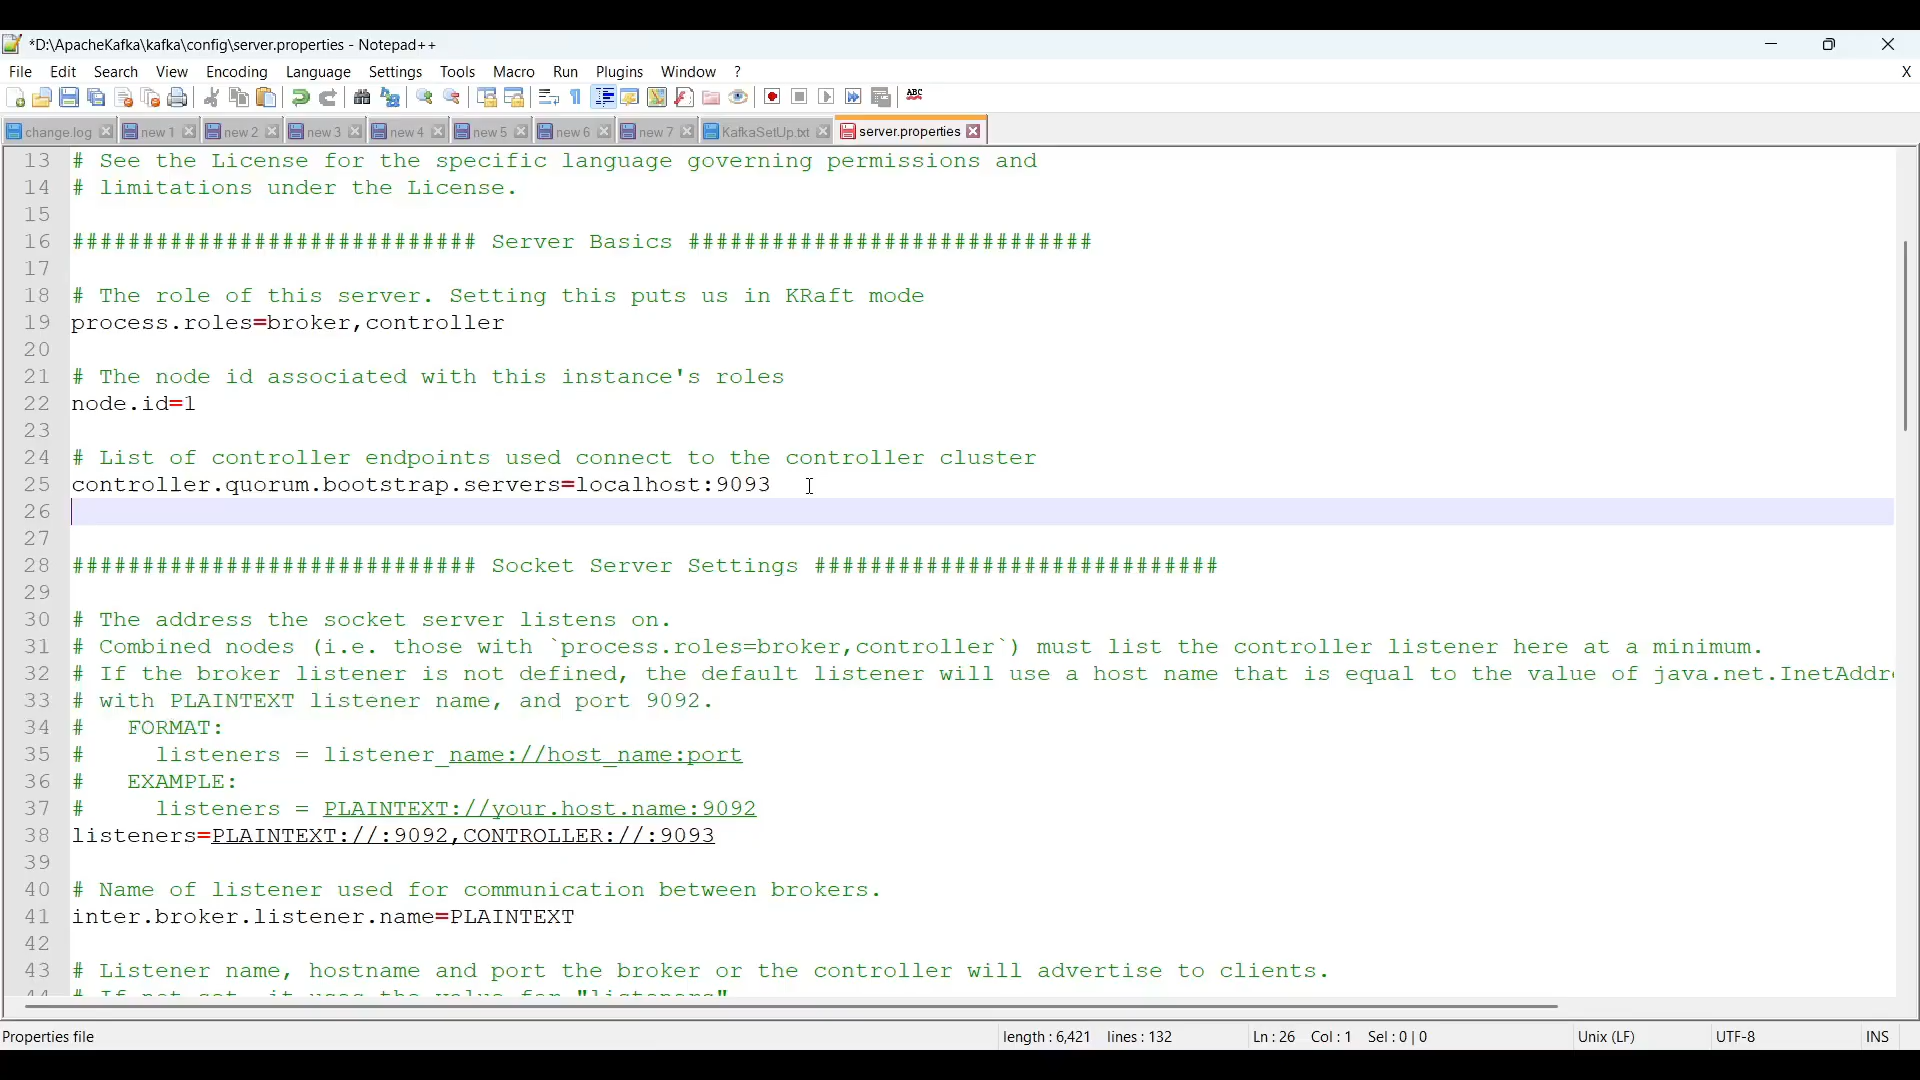 *D:\ApacheKafka\kafka\config\server.properties - Notepad++
File Edit Search View Encoding Language Settings Tools Macro Run Plugins Window ? X
ABC
change.log new 1 new 2 new 3 new 4 new 5 new 6 new 7 KafkaSetUp.txt server.properties
13 # See the License for the specific language governing permissions and
14 # limitations under the License.
15
16 ############################# Server Basics #############################
17
18 # The role of this server. Setting this puts us in KRaft mode
19 process.roles=broker,controller
20
21 # The node id associated with this instance's roles
22 node.id=1
23
24 # List of controller endpoints used connect to the controller cluster
25 controller.quorum.bootstrap.servers=localhost:9093
26
27
28 ############################# Socket Server Settings #############################
29
30 # The address the socket server listens on.
31 # Combined nodes (i.e. those with `process.roles=broker,controller`) must list the controller listener here at a minimum.
32 # If the broker listener is not defined, the default listener will use a host name that is equal to the value of java.net.InetAddr
33 # with PLAINTEXT listener name, and port 9092.
34 #   FORMAT:
35 #     listeners = listener_name://host_name:port
36 #   EXAMPLE:
37 #     listeners = PLAINTEXT://your.host.name:9092
38 listeners=PLAINTEXT://:9092,CONTROLLER://:9093
39
40 # Name of listener used for communication between brokers.
41 inter.broker.listener.name=PLAINTEXT
42
43 # Listener name, hostname and port the broker or the controller will advertise to clients.
44 # If not set, it uses the value for "listeners".
Properties file length : 6,421 lines : 132 Ln : 26 Col : 1 Sel : 0 | 0 Unix (LF) UTF-8 INS